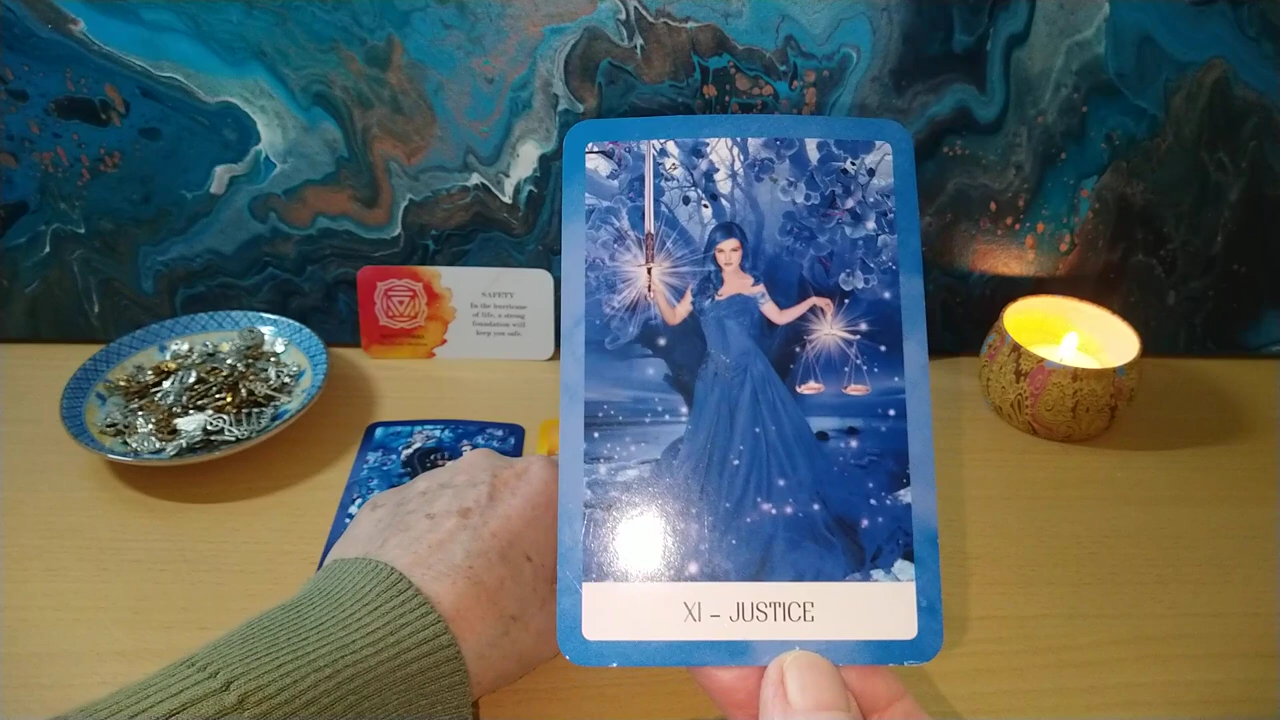 SAFETY
In the hurricane
of life, a strong
foundation will
keep you safe.
XI – JUSTICE